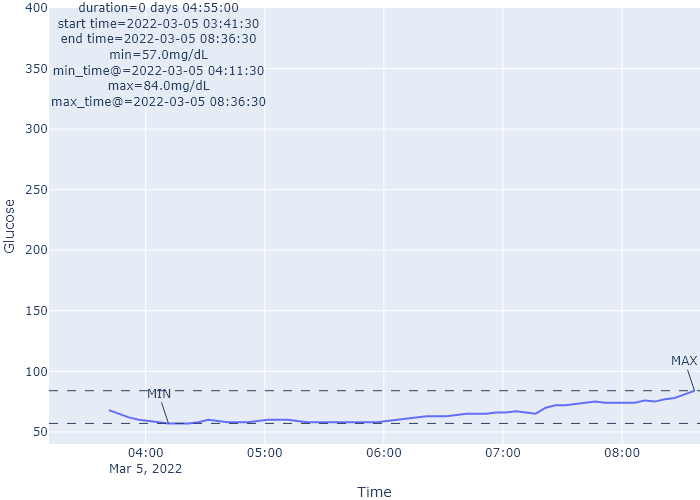 duration=0 days 04:55:00
start time=2022-03-05 03:41:30
end time=2022-03-05 08:36:30
min=57.0mg/dL
min_time@=2022-03-05 04:11:30
max=84.0mg/dL
max_time@=2022-03-05 08:36:30
400
350
300
250
200
150
100
50
Glucose
MIN
MAX
04:00
05:00
06:00
07:00
08:00
Mar 5, 2022
Time